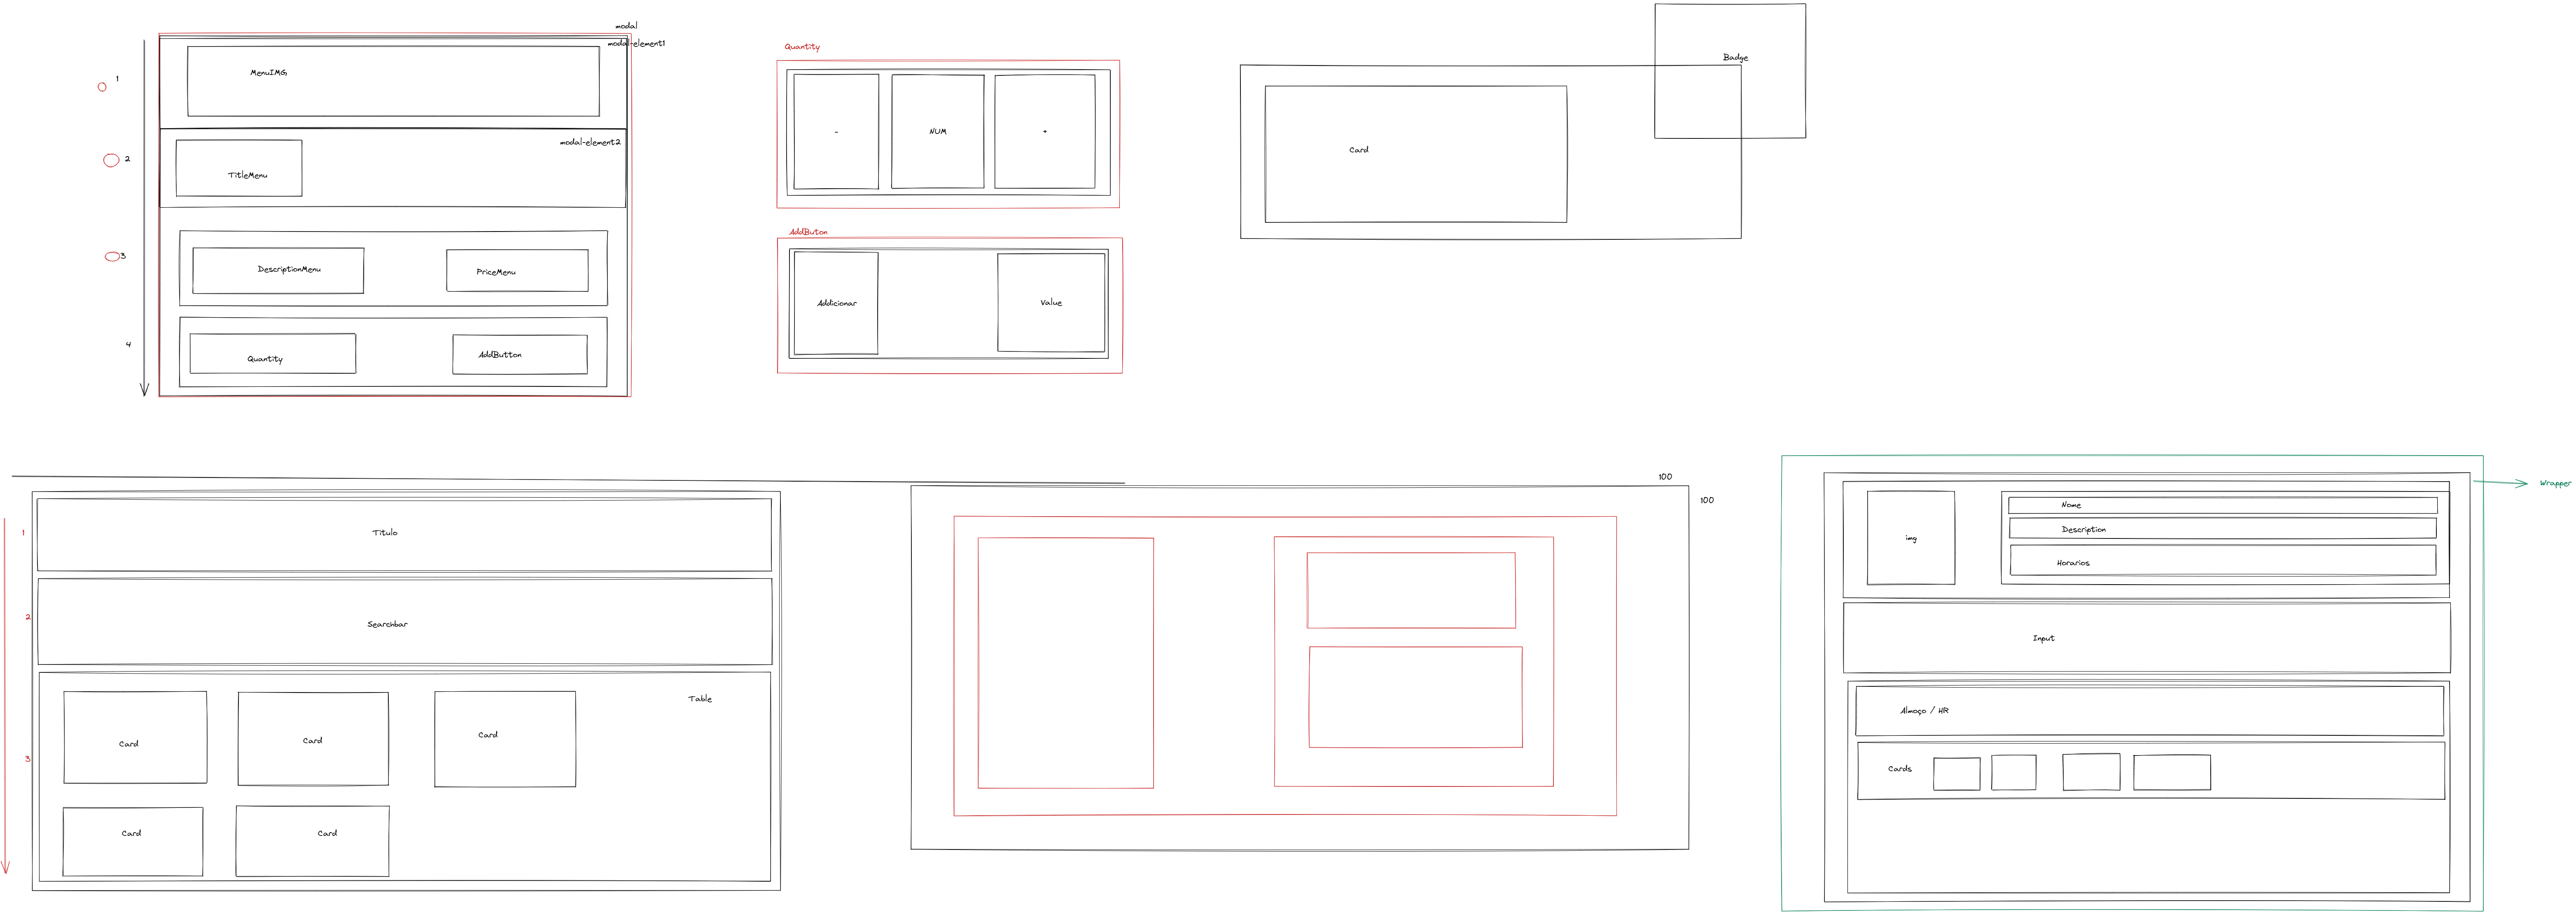 modal
modal-element1
MenuIMG
1
modal-element2
2
TitleMenu
3
DescriptionMenu
PriceMenu
4
Quantity
AddButton
Quantity
-
NUM
+
AddButon
Addicionar
Value
Badge
Card
1
Titulo
2
Searchbar
Table
3
Card
Card
Card
Card
Card
100
100
Wrapper
img
Nome
Description
Horarios
Input
Almoço / HR
Cards